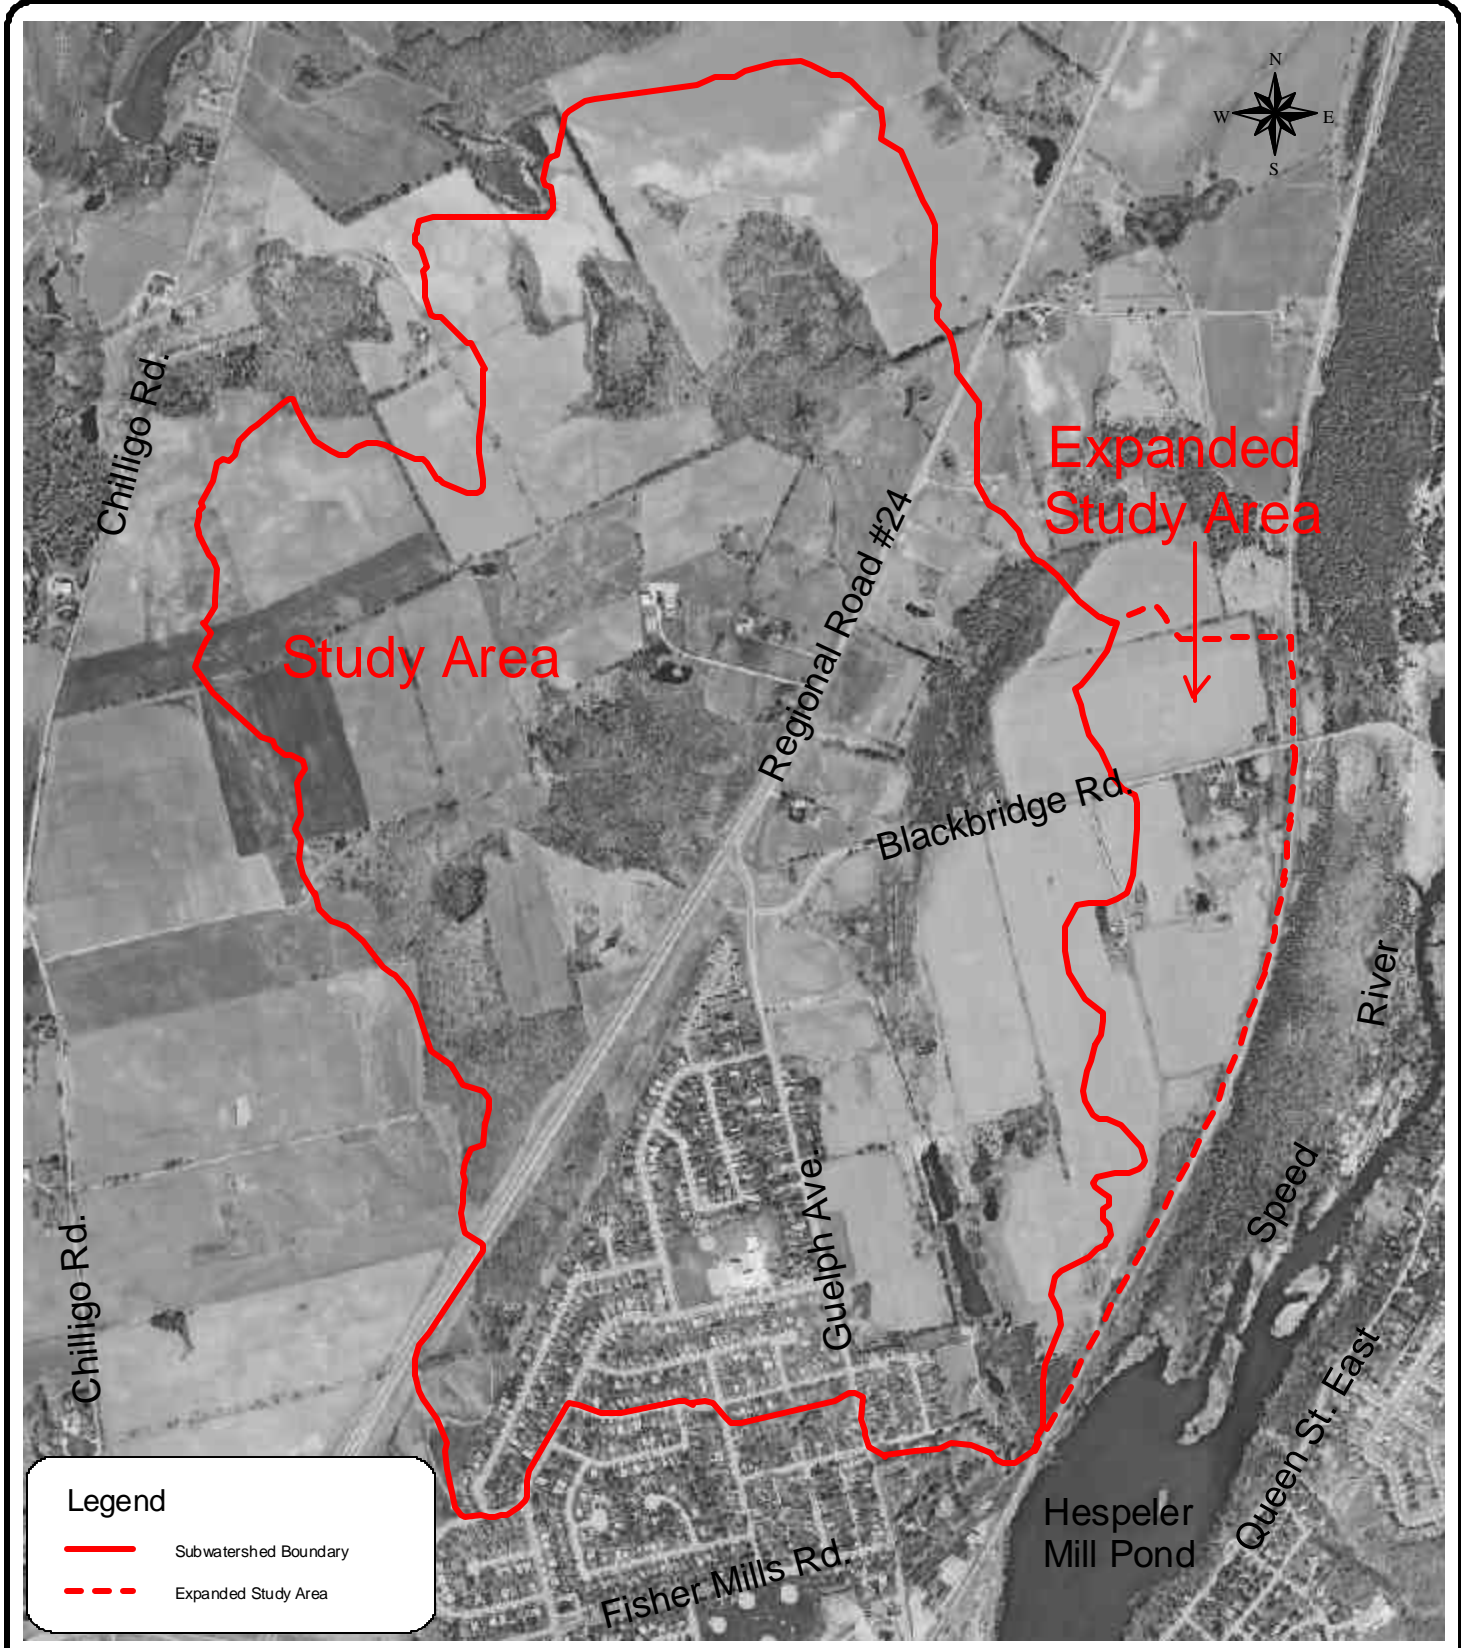 N
W E
S
Chilligo Rd.
Expanded
Study Area
Regional Road #24
Study Area
Blackbridge Rd.
River
Speed
Guelph Ave.
Chilligo Rd.
Queen St. East
Hespeler
Mill Pond
Fisher Mills Rd.
Legend
Subwatershed Boundary
Expanded Study Area